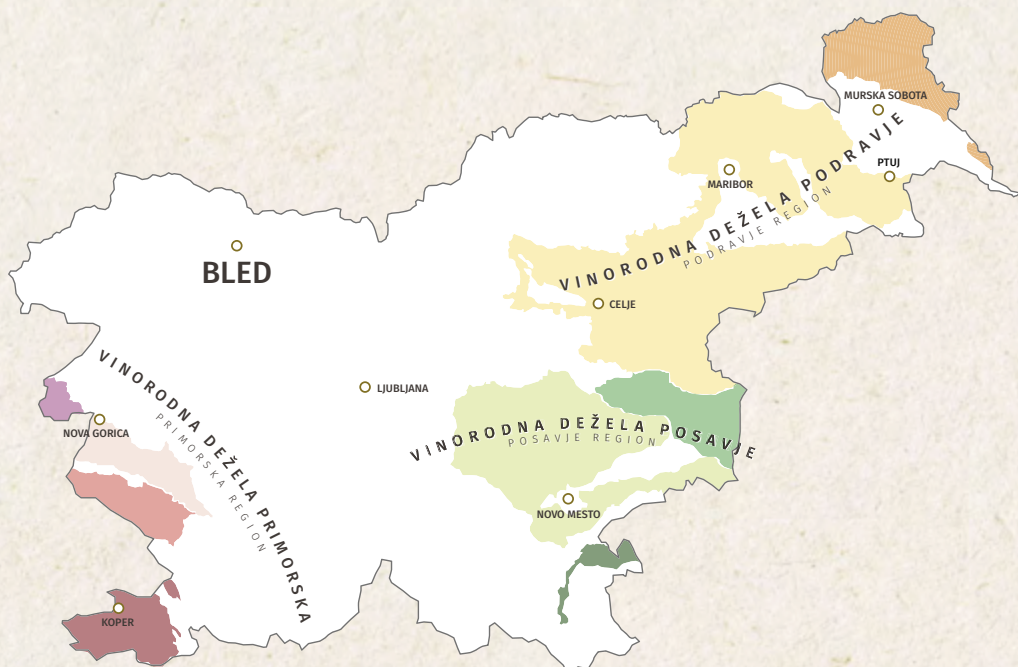 MURSKA SOBOTA
PTUJ
MARIBOR
VINORODNA DEŽELA PODRAVJE
PODRAVJE REGION
BLED
CELJE
LJUBLJANA
VINORODNA DEŽELA PRIMORSKA
PRIMORSKA REGION
NOVA GORICA
VINORODNA DEŽELA POSAVJE
POSAVJE REGION
NOVO MESTO
KOPER